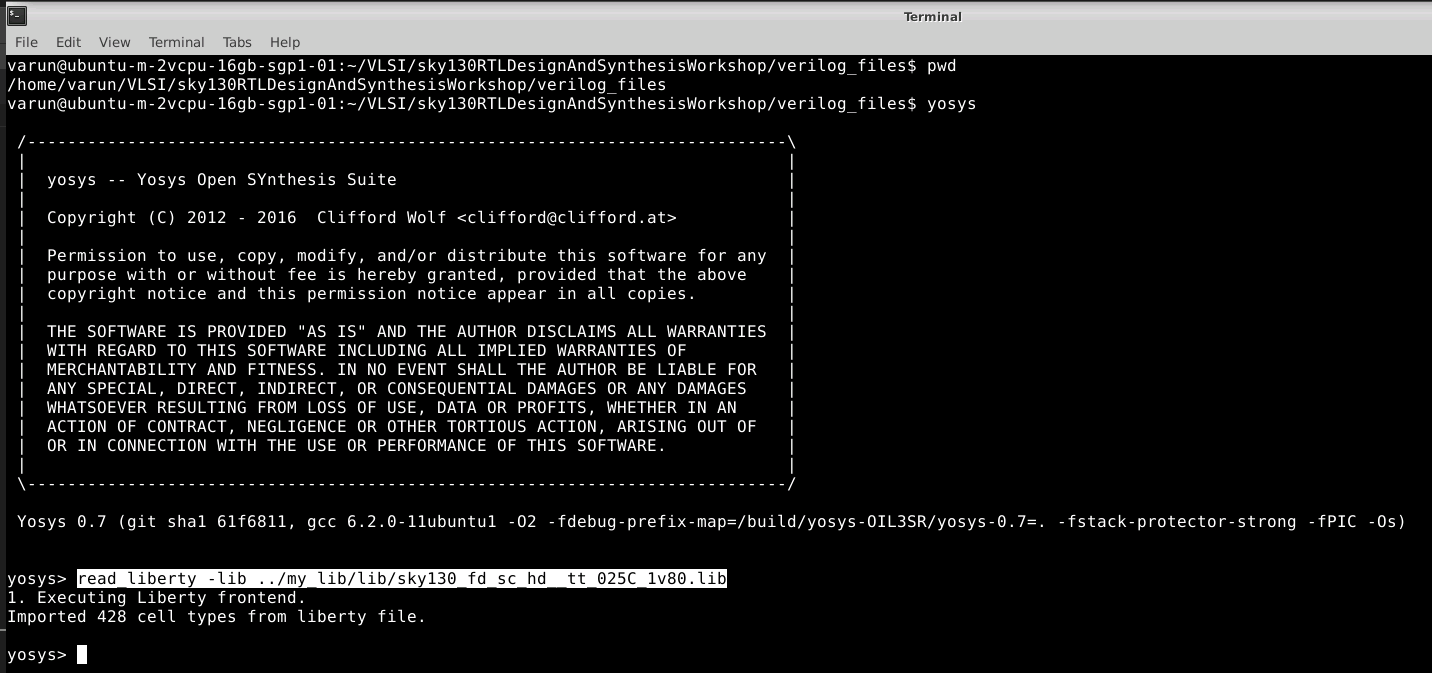 Terminal
File Edit View Terminal Tabs Help
varun@ubuntu-m-2vcpu-16gb-sgp1-01:~/VLSI/sky130RTLDesignAndSynthesisWorkshop/verilog_files$ pwd
/home/varun/VLSI/sky130RTLDesignAndSynthesisWorkshop/verilog_files
varun@ubuntu-m-2vcpu-16gb-sgp1-01:~/VLSI/sky130RTLDesignAndSynthesisWorkshop/verilog_files$ yosys
/----------------------------------------------------------------------------\
|                                                                            |
|  yosys -- Yosys Open SYnthesis Suite                                       |
|                                                                            |
|  Copyright (C) 2012 - 2016  Clifford Wolf <clifford@clifford.at>           |
|                                                                            |
|  Permission to use, copy, modify, and/or distribute this software for any  |
|  purpose with or without fee is hereby granted, provided that the above    |
|  copyright notice and this permission notice appear in all copies.         |
|                                                                            |
|  THE SOFTWARE IS PROVIDED "AS IS" AND THE AUTHOR DISCLAIMS ALL WARRANTIES  |
|  WITH REGARD TO THIS SOFTWARE INCLUDING ALL IMPLIED WARRANTIES OF          |
|  MERCHANTABILITY AND FITNESS. IN NO EVENT SHALL THE AUTHOR BE LIABLE FOR   |
|  ANY SPECIAL, DIRECT, INDIRECT, OR CONSEQUENTIAL DAMAGES OR ANY DAMAGES    |
|  WHATSOEVER RESULTING FROM LOSS OF USE, DATA OR PROFITS, WHETHER IN AN     |
|  ACTION OF CONTRACT, NEGLIGENCE OR OTHER TORTIOUS ACTION, ARISING OUT OF   |
|  OR IN CONNECTION WITH THE USE OR PERFORMANCE OF THIS SOFTWARE.            |
|                                                                            |
\----------------------------------------------------------------------------/
Yosys 0.7 (git sha1 61f6811, gcc 6.2.0-11ubuntu1 -O2 -fdebug-prefix-map=/build/yosys-OIL3SR/yosys-0.7=. -fstack-protector-strong -fPIC -Os)
yosys> read_liberty -lib ../my_lib/lib/sky130_fd_sc_hd__tt_025C_1v80.lib
1. Executing Liberty frontend.
Imported 428 cell types from liberty file.
yosys>